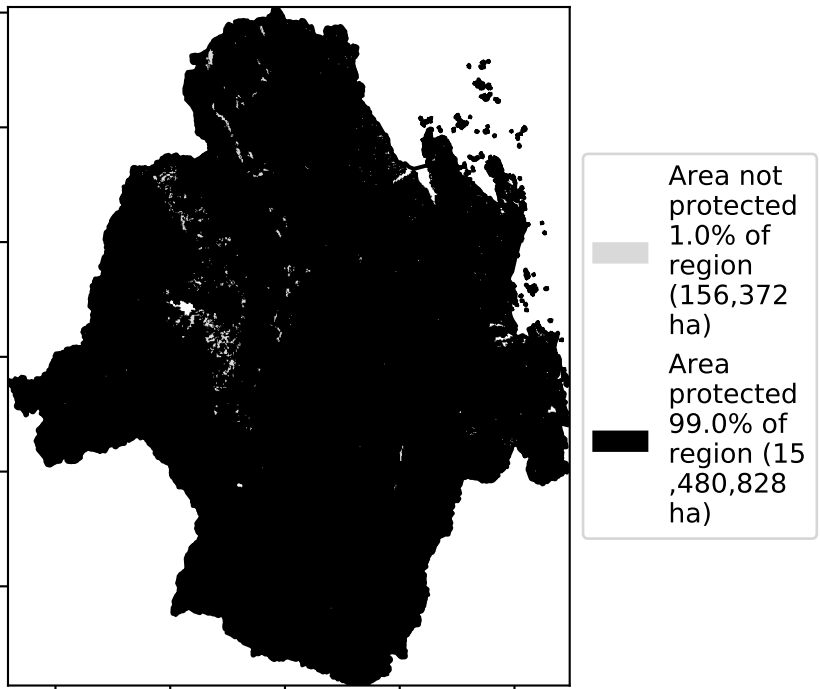 Area not
protected
1.0% of
region
(156,372
ha)
Area
protected
99.0% of
region (15
,480,828
ha)